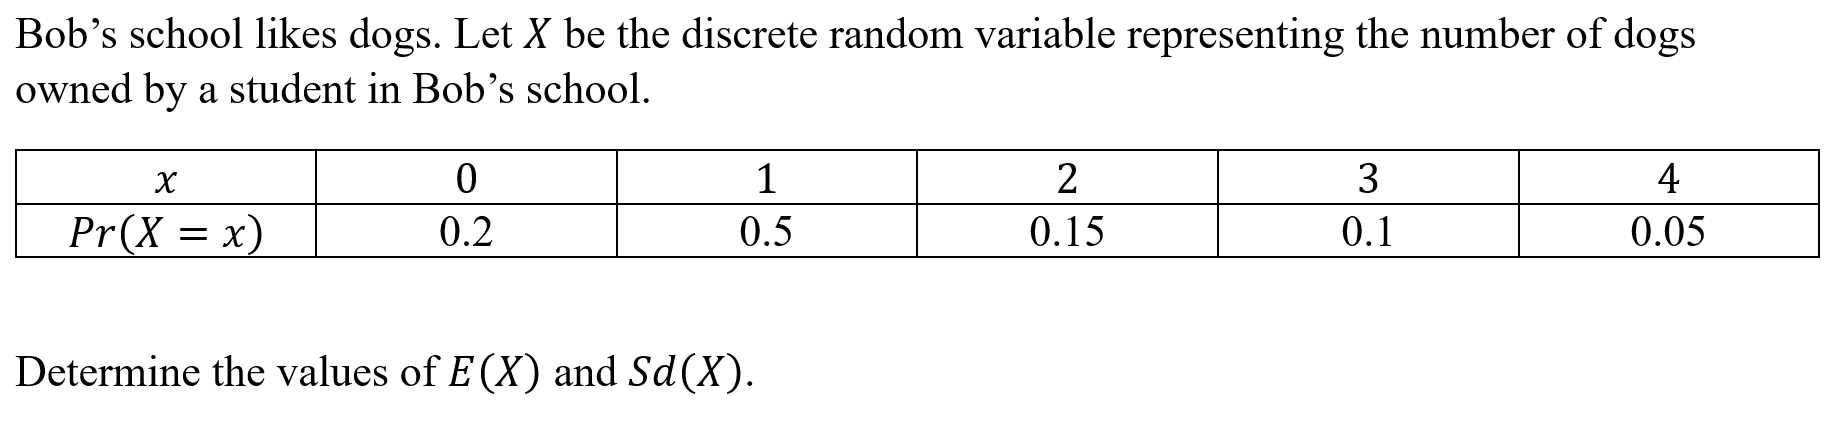 Bob’s school likes dogs. Let X be the discrete random variable representing the number of dogs
owned by a student in Bob’s school.
x 0 1 2 3 4
Pr(X = x) 0.2 0.5 0.15 0.1 0.05
Determine the values of E(X) and Sd(X).